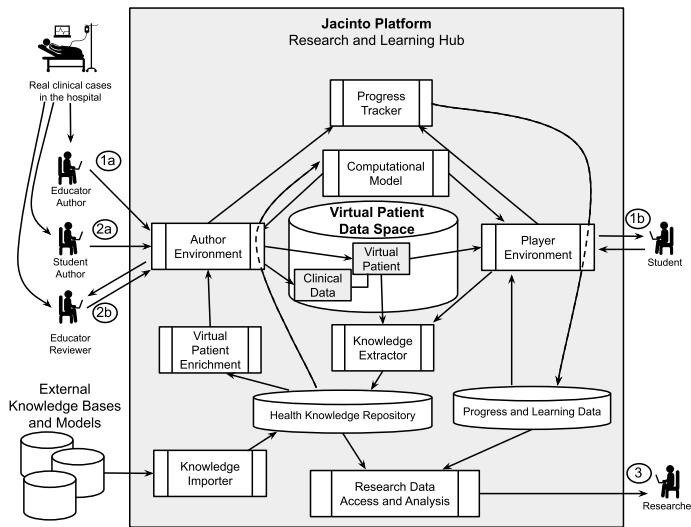 Jacinto Platform
Research and Learning Hub
Real clinical cases
in the hospital
Progress
Tracker
Computational
Model
1a
Educator
Author
Virtual Patient
Data Space
1b
2a
Author
Environment
Virtual
Patient
Player
Environment
Student
Student
Author
Clinical
Data
2b
Educator
Reviewer
Virtual
Patient
Enrichment
Knowledge
Extractor
External
Knowledge Bases
and Models
Health Knowledge Repository
Progress and Learning Data
Knowledge
Importer
Research Data
Access and Analysis
3
Researche